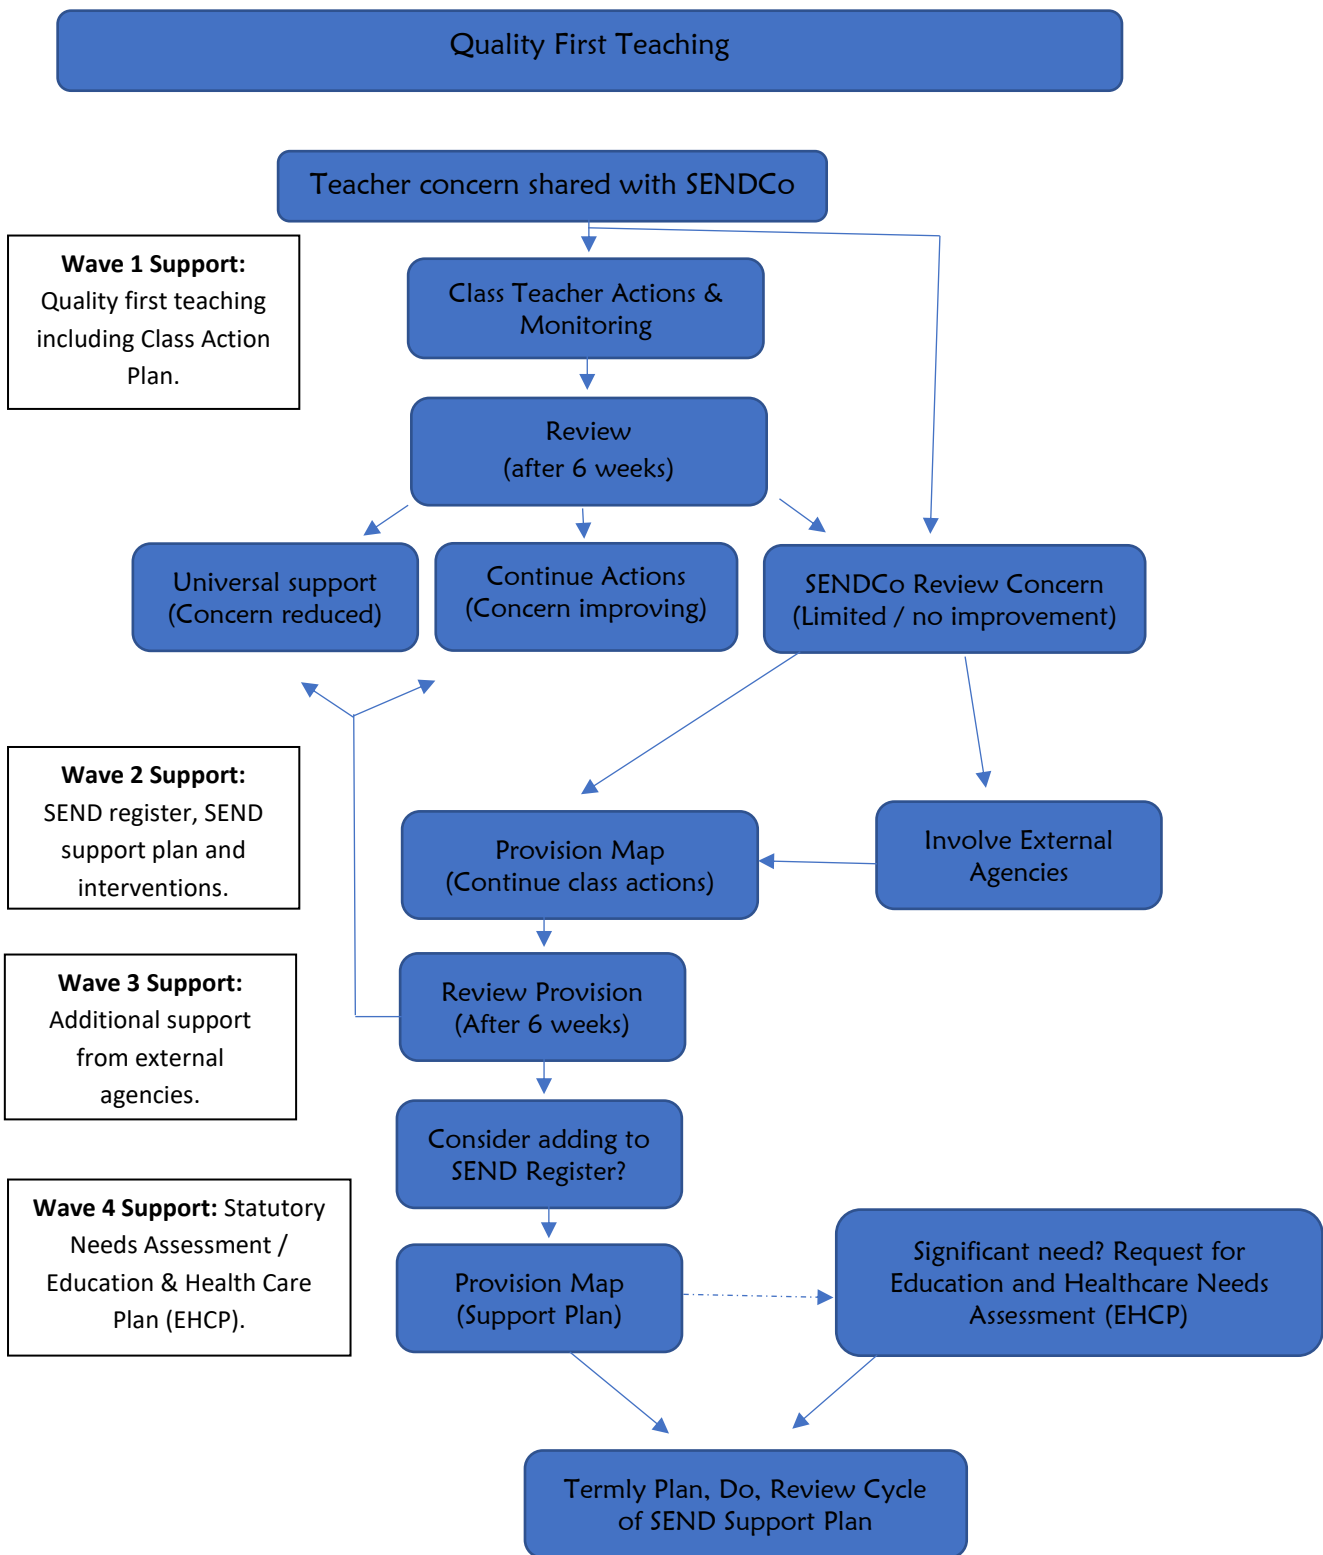 Quality First Teaching
Teacher concern shared with SENDCo
Wave 1 Support:
Quality first teaching
including Class Action
Plan.
Class Teacher Actions &
Monitoring
Review
(after 6 weeks)
Universal support
(Concern reduced)
Continue Actions
(Concern improving)
SENDCo Review Concern
(Limited / no improvement)
Wave 2 Support:
SEND register, SEND
support plan and
interventions.
Provision Map
(Continue class actions)
Involve External
Agencies
Wave 3 Support:
Additional support
from external
agencies.
Review Provision
(After 6 weeks)
Consider adding to
SEND Register?
Wave 4 Support: Statutory
Needs Assessment /
Education & Health Care
Plan (EHCP).
Provision Map
(Support Plan)
Significant need? Request for
Education and Healthcare Needs
Assessment (EHCP)
Termly Plan, Do, Review Cycle
of SEND Support Plan